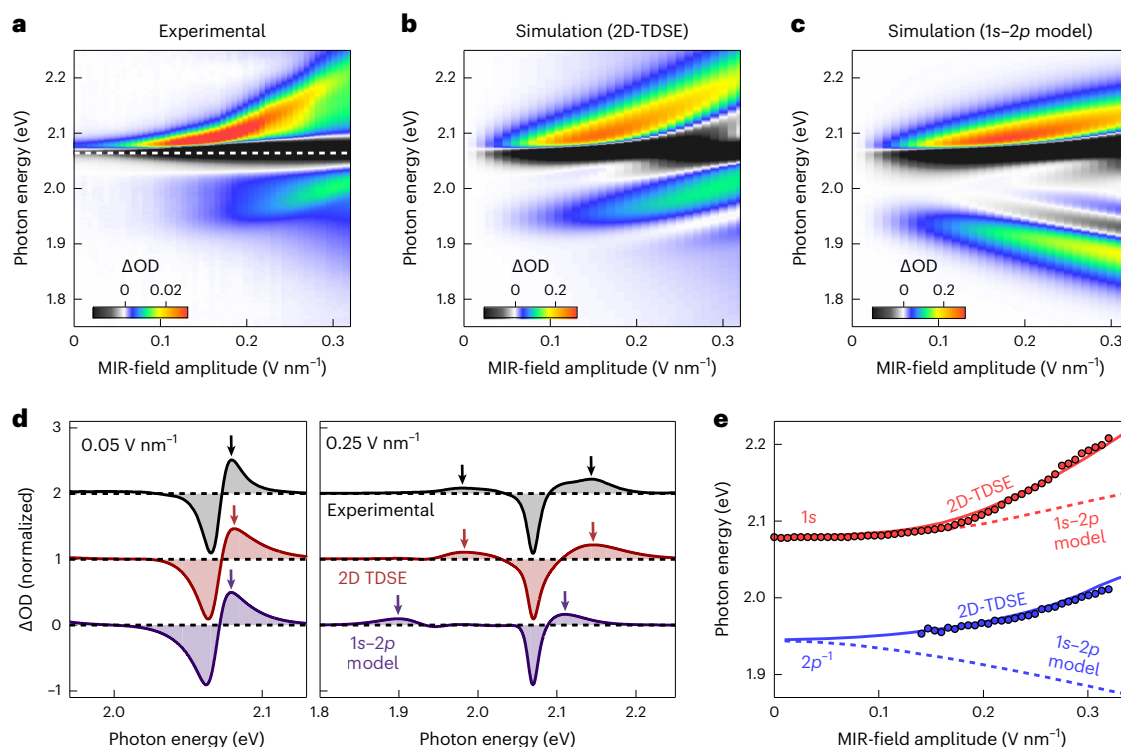 a
Experimental
Photon energy (eV)
2.2
2.1
2.0
1.9
1.8
ΔOD
0 0.02
0 0.1 0.2 0.3
MIR-field amplitude (V nm⁻¹)
b
Simulation (2D-TDSE)
Photon energy (eV)
2.2
2.1
2.0
1.9
1.8
ΔOD
0 0.2
0 0.1 0.2 0.3
MIR-field amplitude (V nm⁻¹)
c
Simulation (1s–2p model)
Photon energy (eV)
2.2
2.1
2.0
1.9
1.8
ΔOD
0 0.2
0 0.1 0.2 0.3
MIR-field amplitude (V nm⁻¹)
d
ΔOD (normalized)
3
2
1
0
–1
0.05 V nm⁻¹
2.0 2.1
Photon energy (eV)
0.25 V nm⁻¹
Experimental
2D TDSE
1s–2p
model
1.8 1.9 2.0 2.1 2.2
Photon energy (eV)
e
Photon energy (eV)
2.2
2.1
2.0
1.9
1s
2D-TDSE
1s–2p
model
2D-TDSE
2p⁻¹
1s–2p
model
0 0.1 0.2 0.3
MIR-field amplitude (V nm⁻¹)